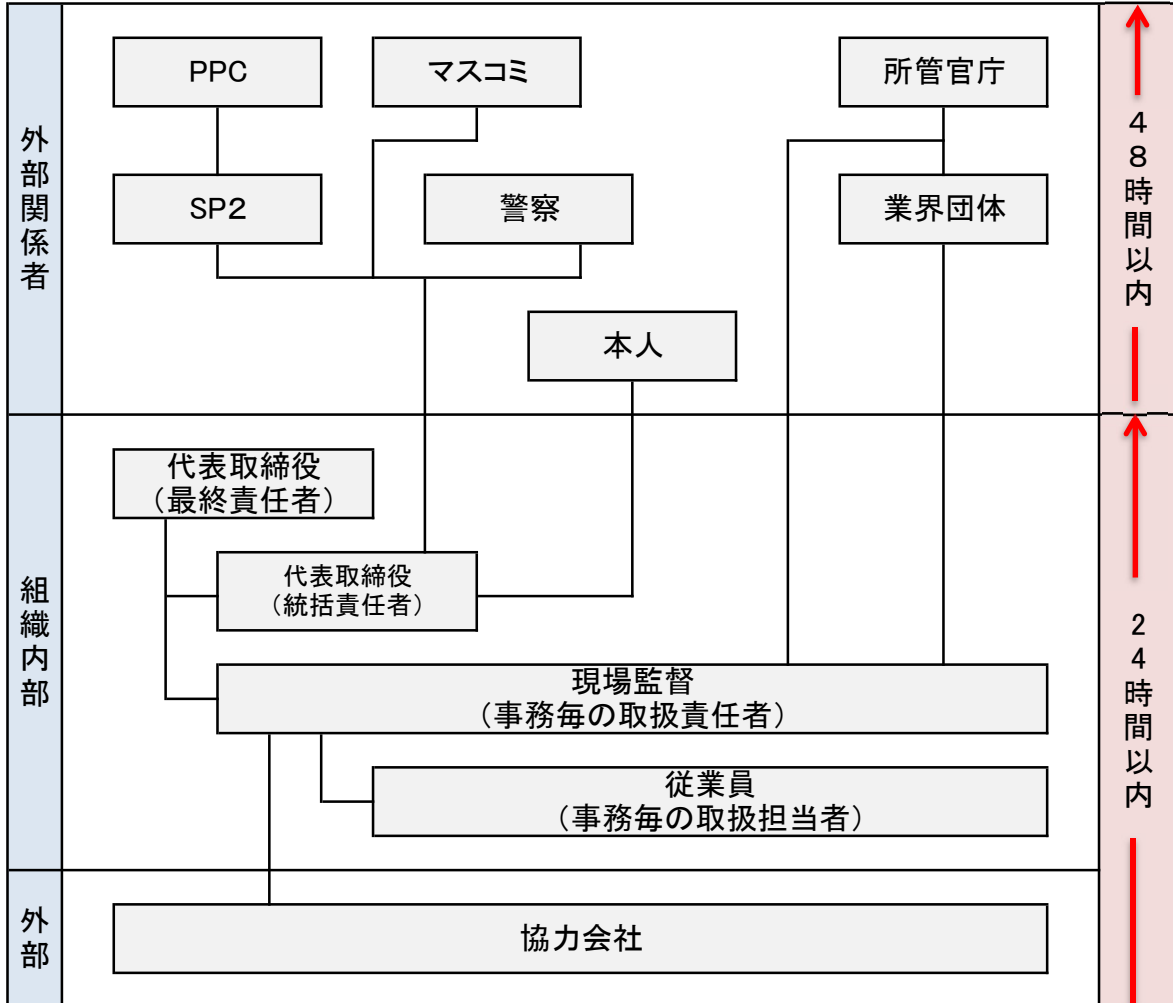 外部関係者
PPC
マスコミ
所管官庁
SP2
警察
業界団体
本人
48時間以内
組織内部
代表取締役
（最終責任者）
代表取締役
（統括責任者）
現場監督
（事務毎の取扱責任者）
従業員
（事務毎の取扱担当者）
24時間以内
外部
協力会社